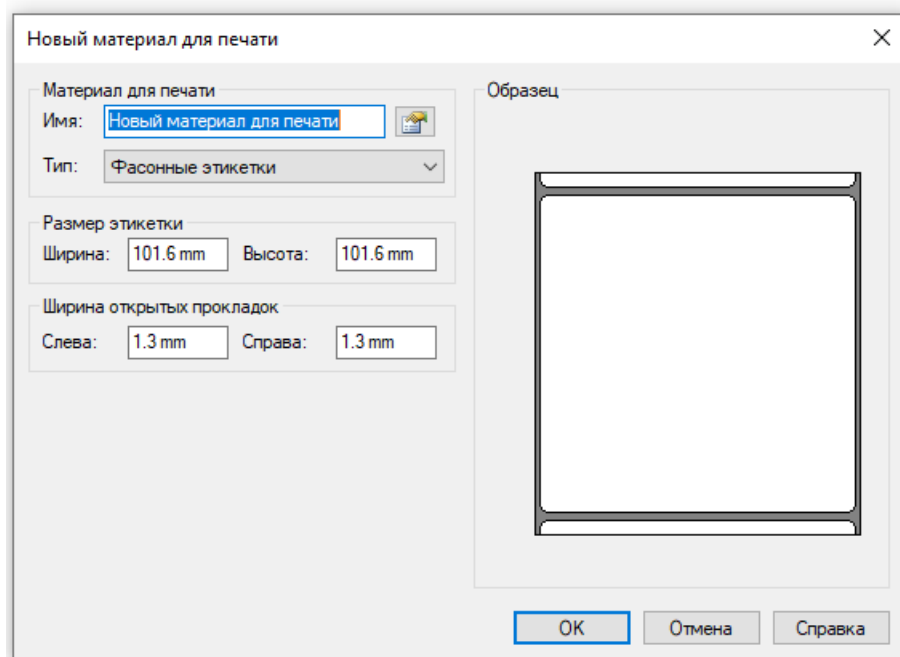 Новый материал для печати
Материал для печати
Имя: Новый материал для печати
Тип: Фасонные этикетки
Размер этикетки
Ширина: 101.6 mm Высота: 101.6 mm
Ширина открытых прокладок
Слева: 1.3 mm Справа: 1.3 mm
Образец
OK Отмена Справка